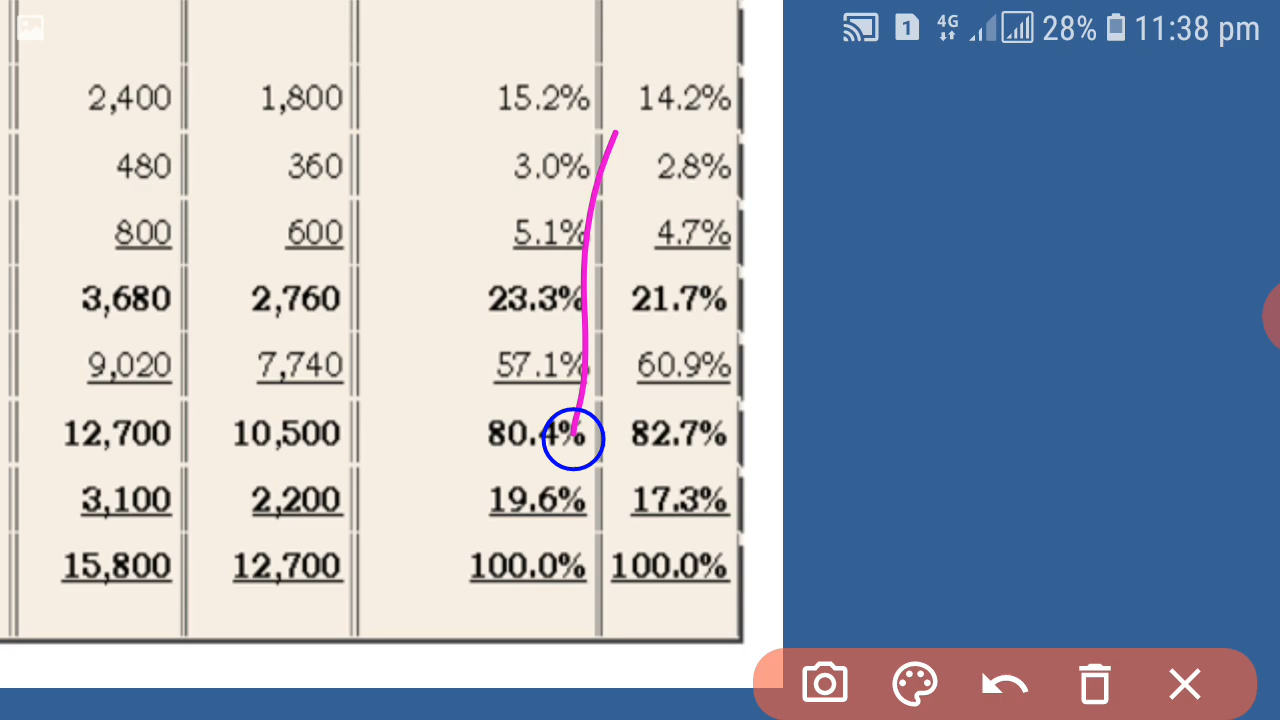 1 4G 28% 11:38 pm
2,400 1,800 15.2% 14.2%
480 360 3.0% 2.8%
800 600 5.1% 4.7%
3,680 2,760 23.3% 21.7%
9,020 7,740 57.1% 60.9%
12,700 10,500 80.4% 82.7%
3,100 2,200 19.6% 17.3%
15,800 12,700 100.0% 100.0%